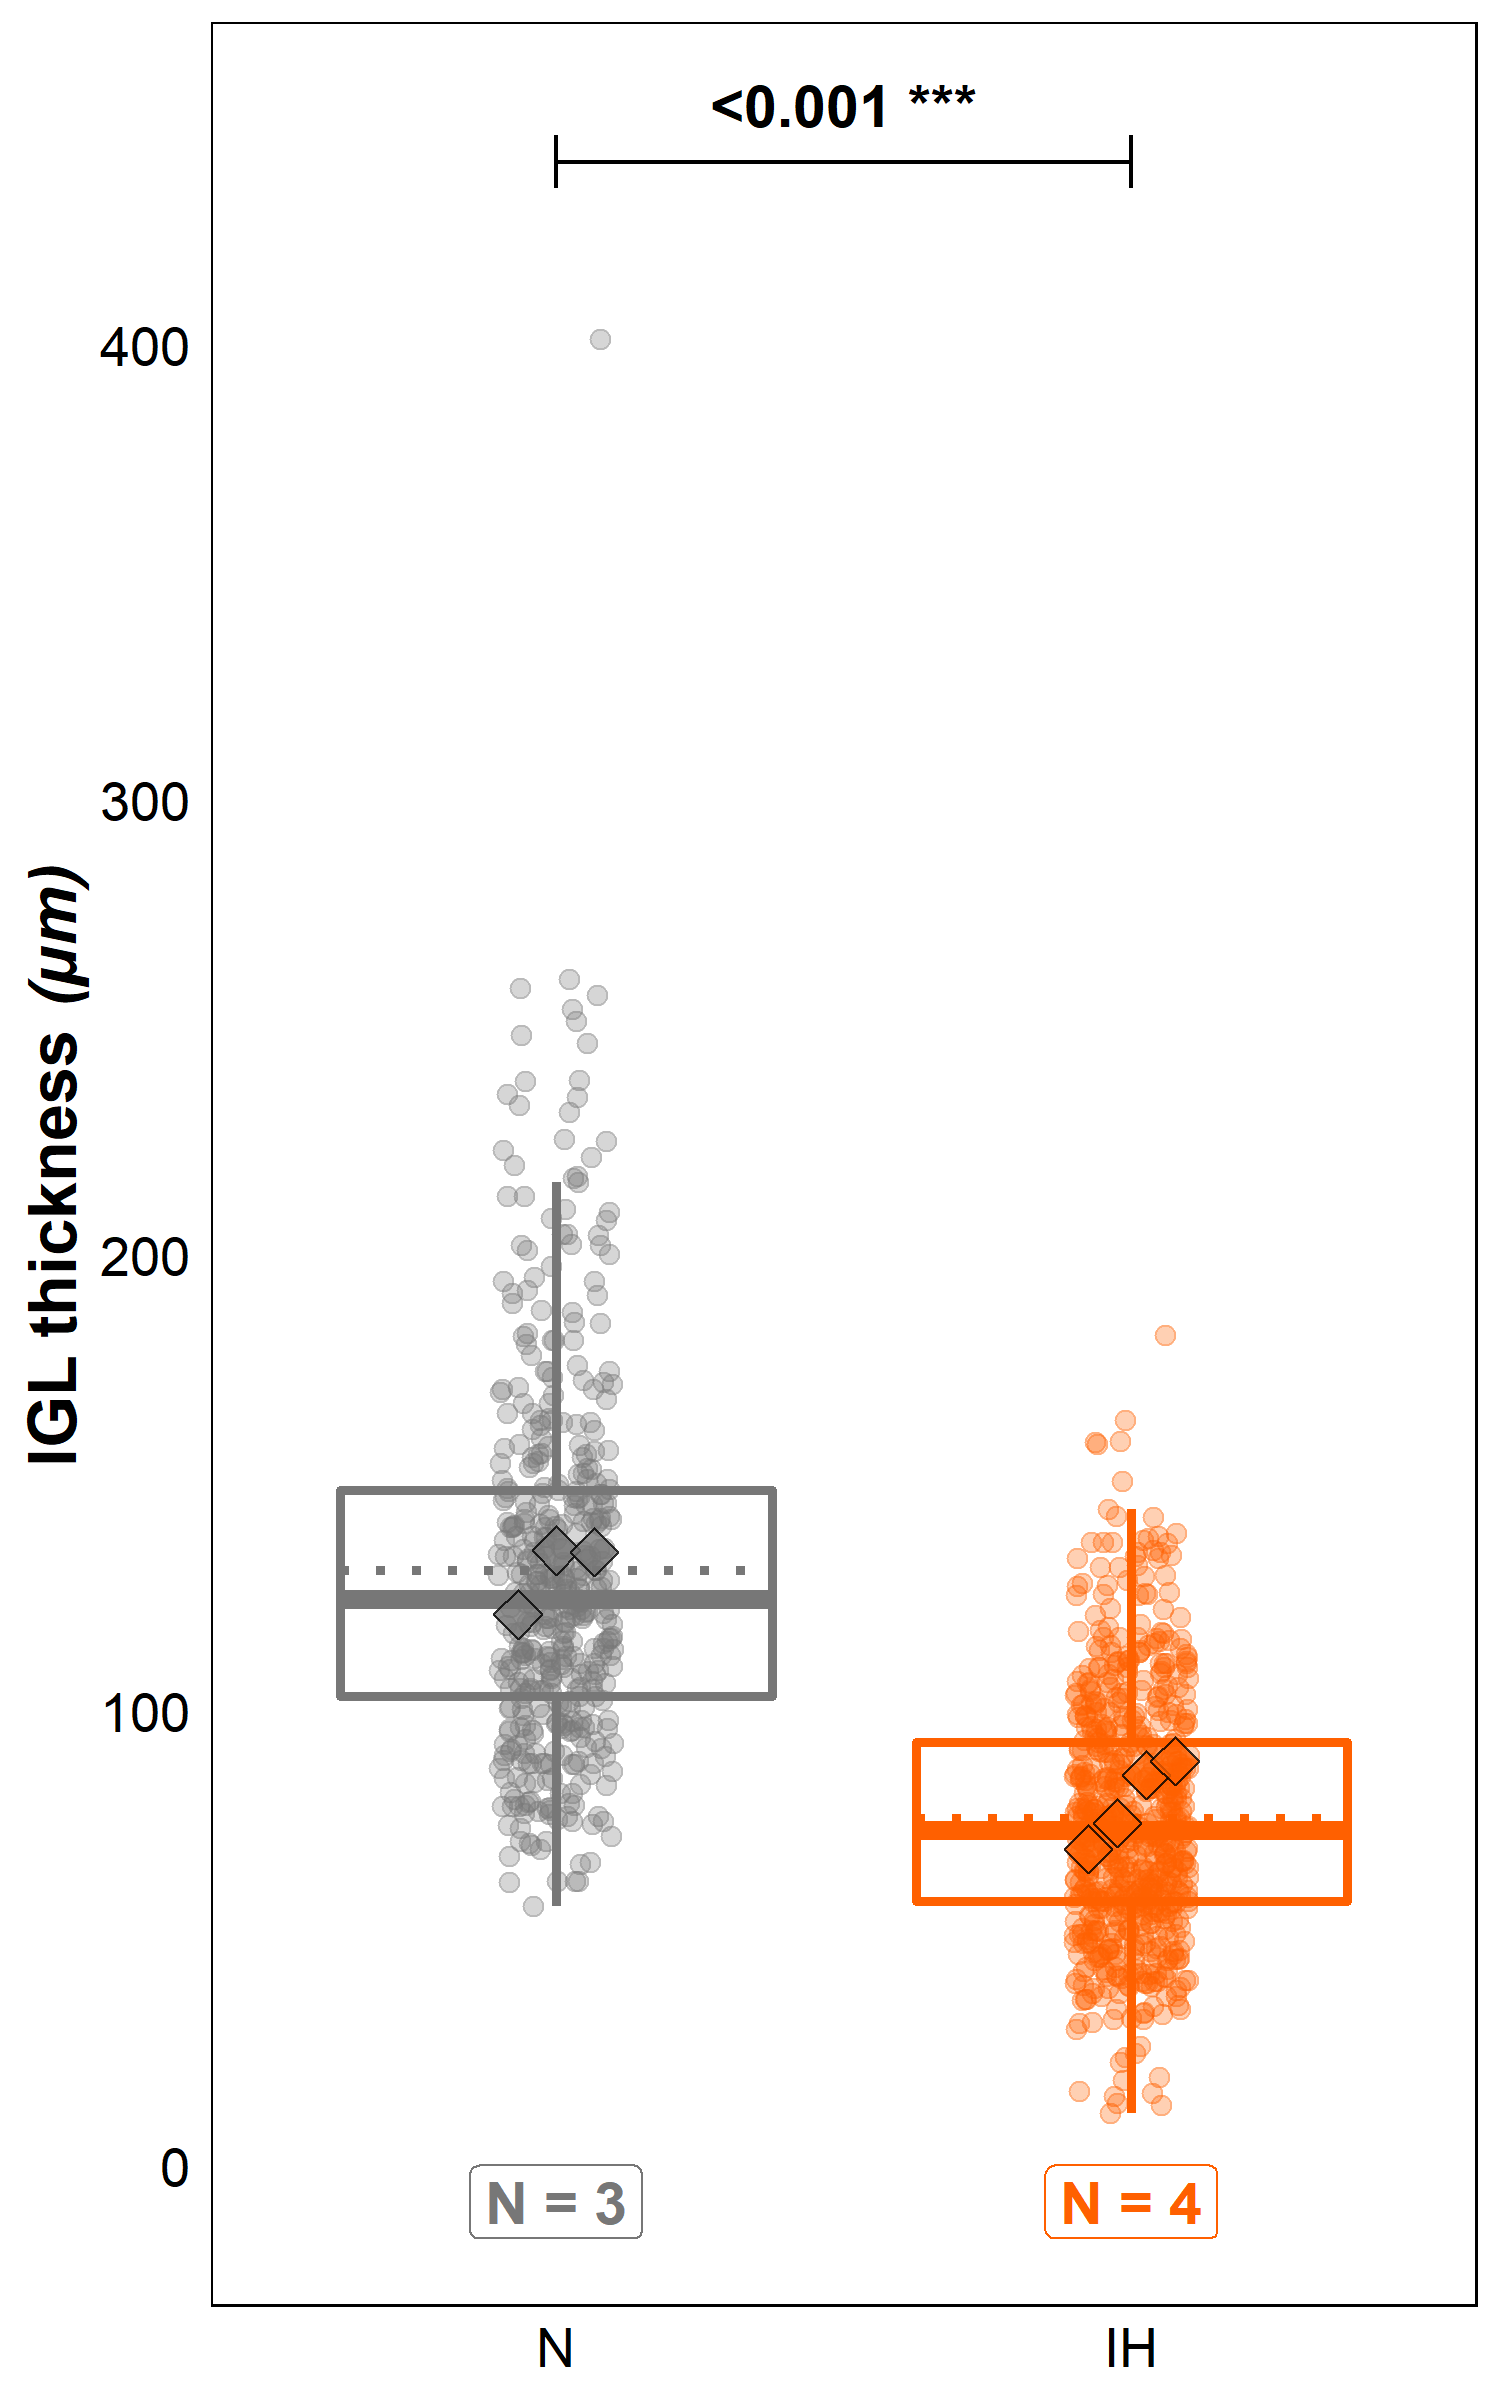 <0.001 ***
400
300
200
100
0
IGL thickness (μm)
N = 3
N = 4
N
IH